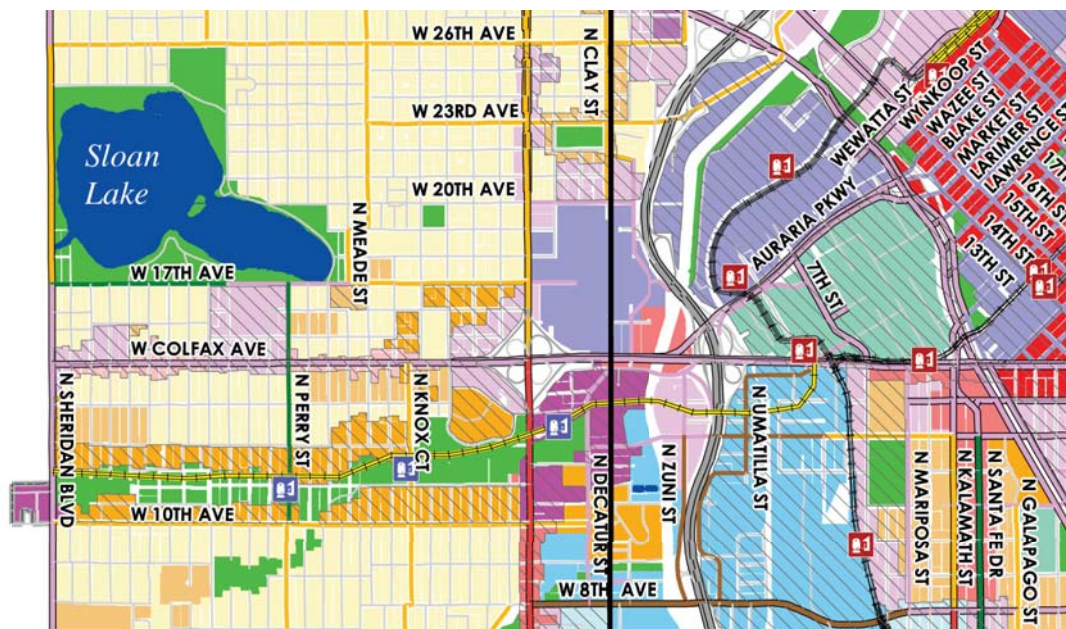 W 26TH AVE
N CLAY ST
W 23RD AVE
WEWATTA ST
WYNKOOP ST
WAZEE ST
BLAKE ST
MARKET ST
LARIMER ST
LAWRENCE S
17T
16TH ST
15TH ST
14TH ST
13TH ST
Sloan
Lake
W 20TH AVE
N MEADE ST
AURARIA PKWY
7TH ST
W 17TH AVE
W COLFAX AVE
N SHERIDAN BLVD
N PERRY ST
N KNOX CT
N DECATUR ST
N ZUNI ST
N UMATILLA ST
N MARIPOSA ST
N KALAMATH ST
N SANTA FE DR
N GALAPAGO ST
W 10TH AVE
W 8TH AVE